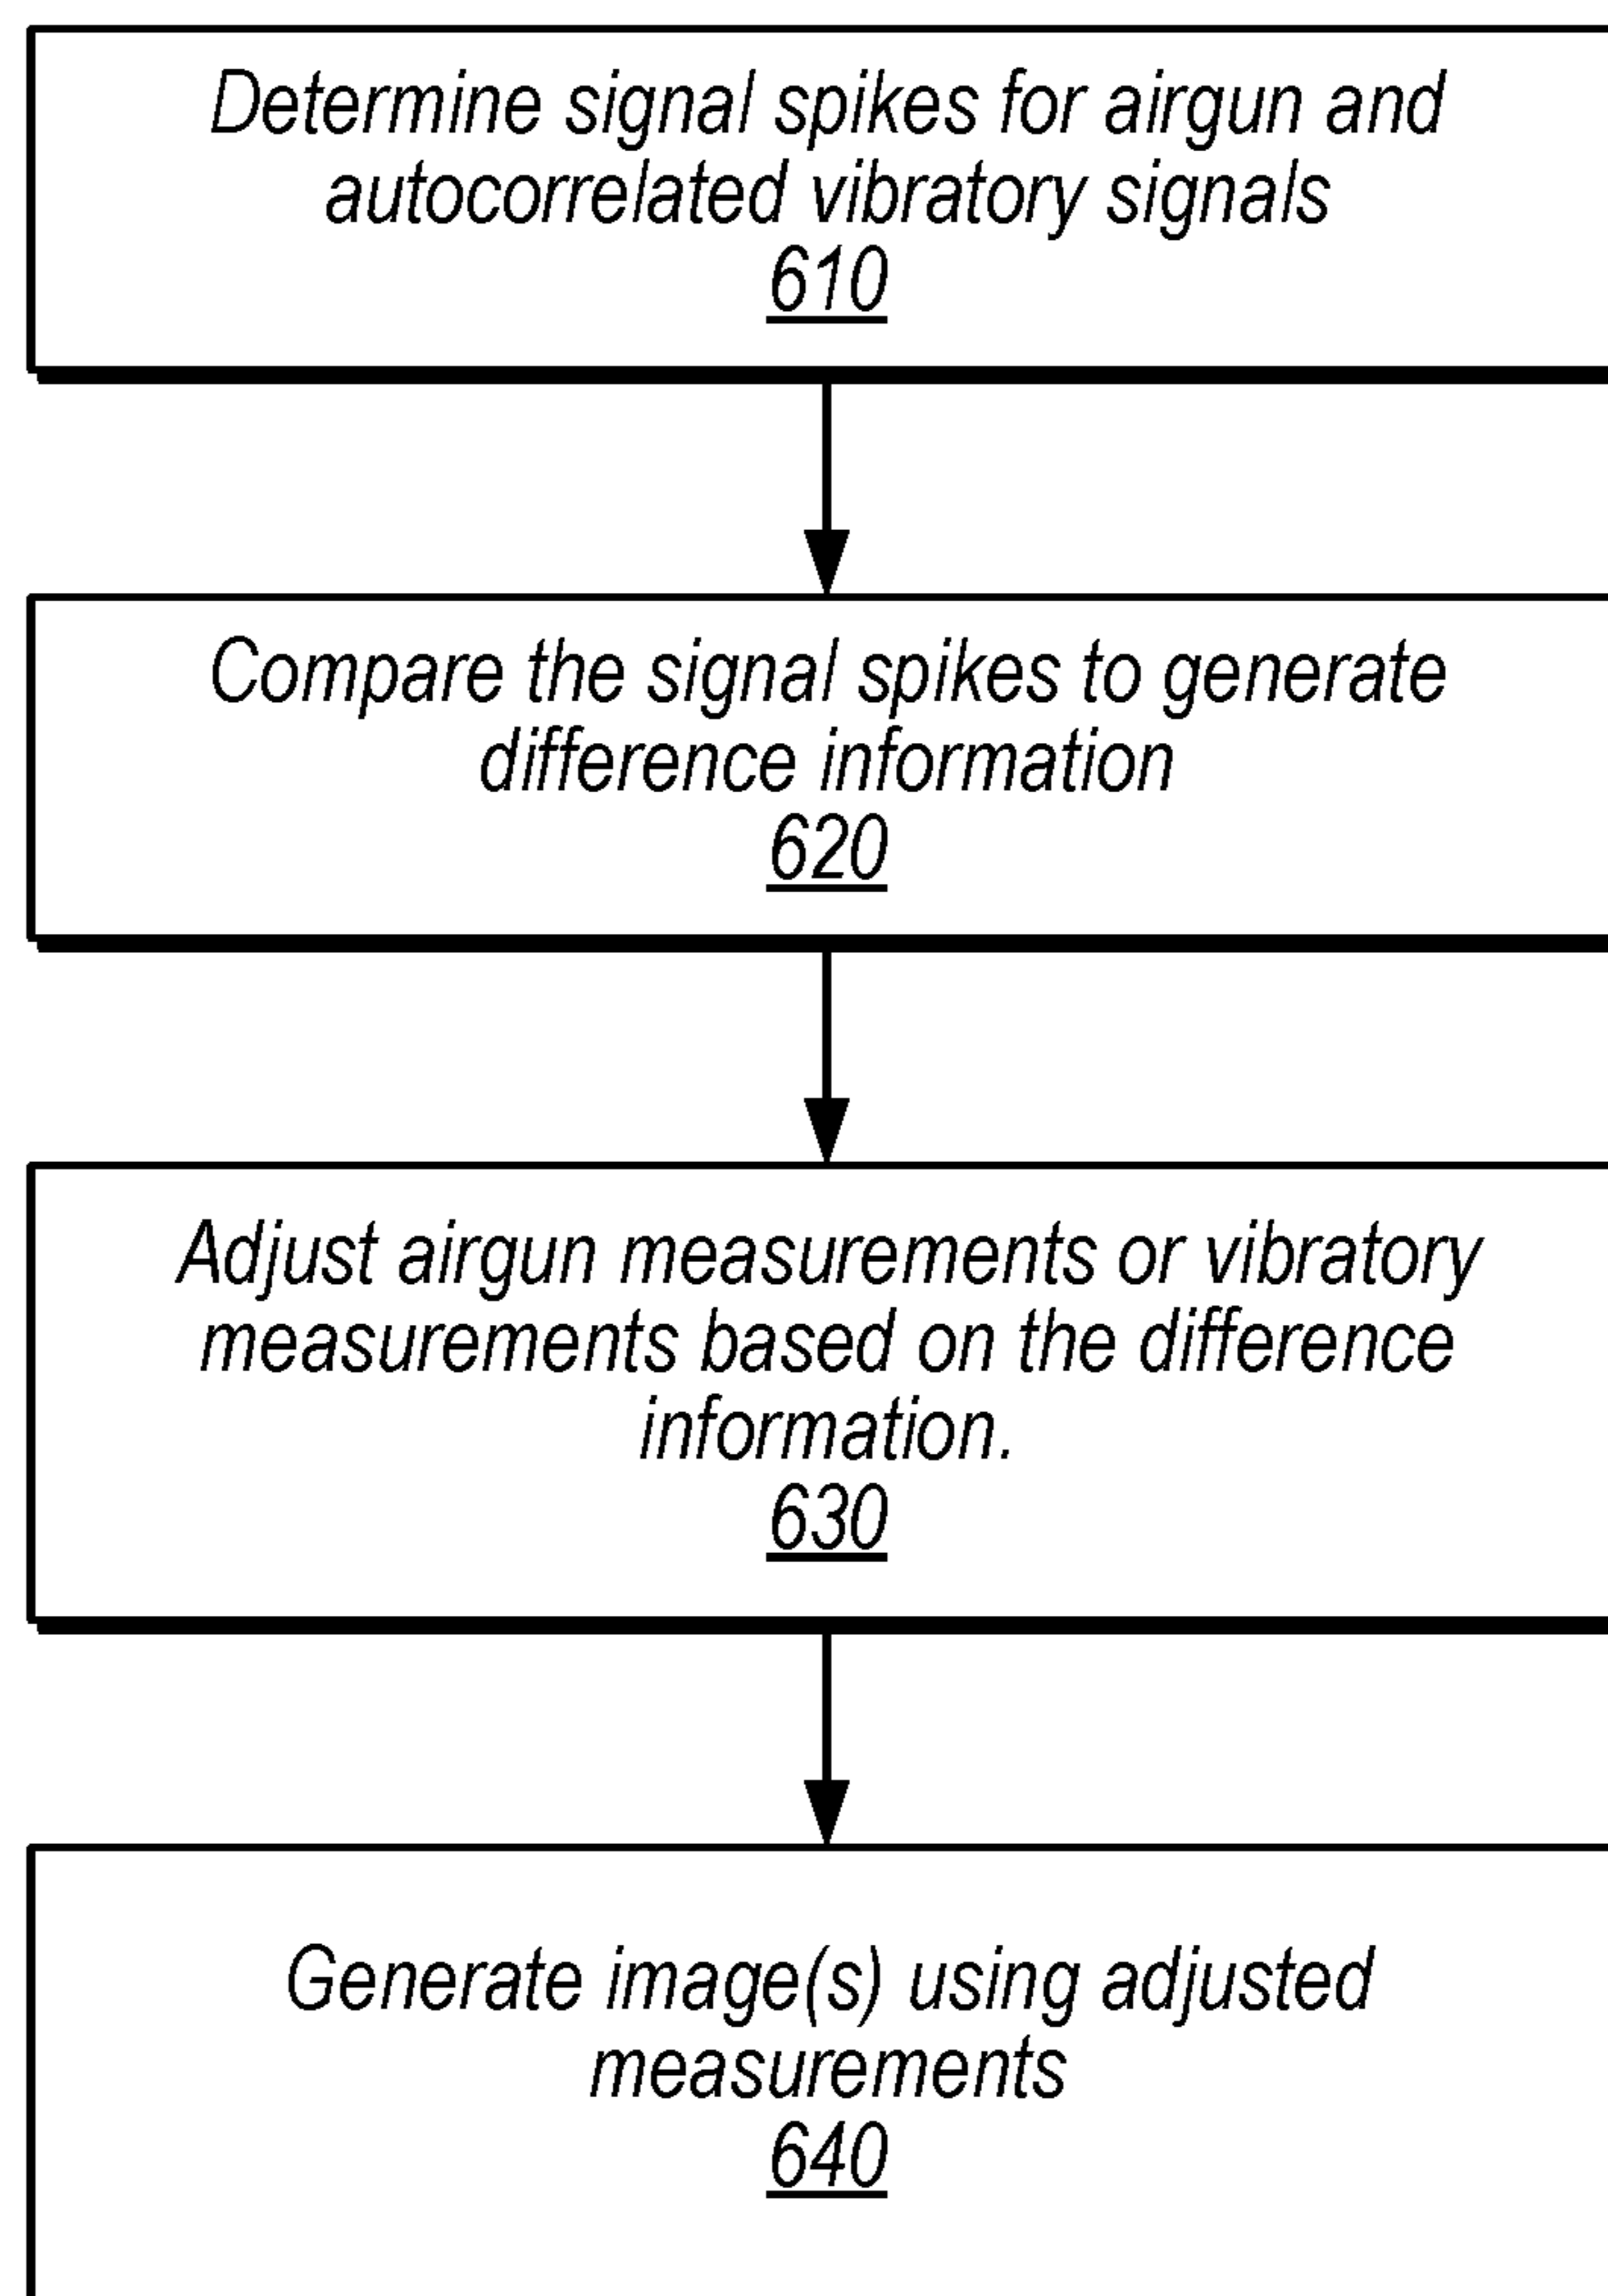 Determine signal spikes for airgun and
autocorrelated vibratory signals
610
Compare the signal spikes to generate
difference information
620
Adjust airgun measurements or vibratory
measurements based on the difference
information.
630
Generate image(s) using adjusted
measurements
640